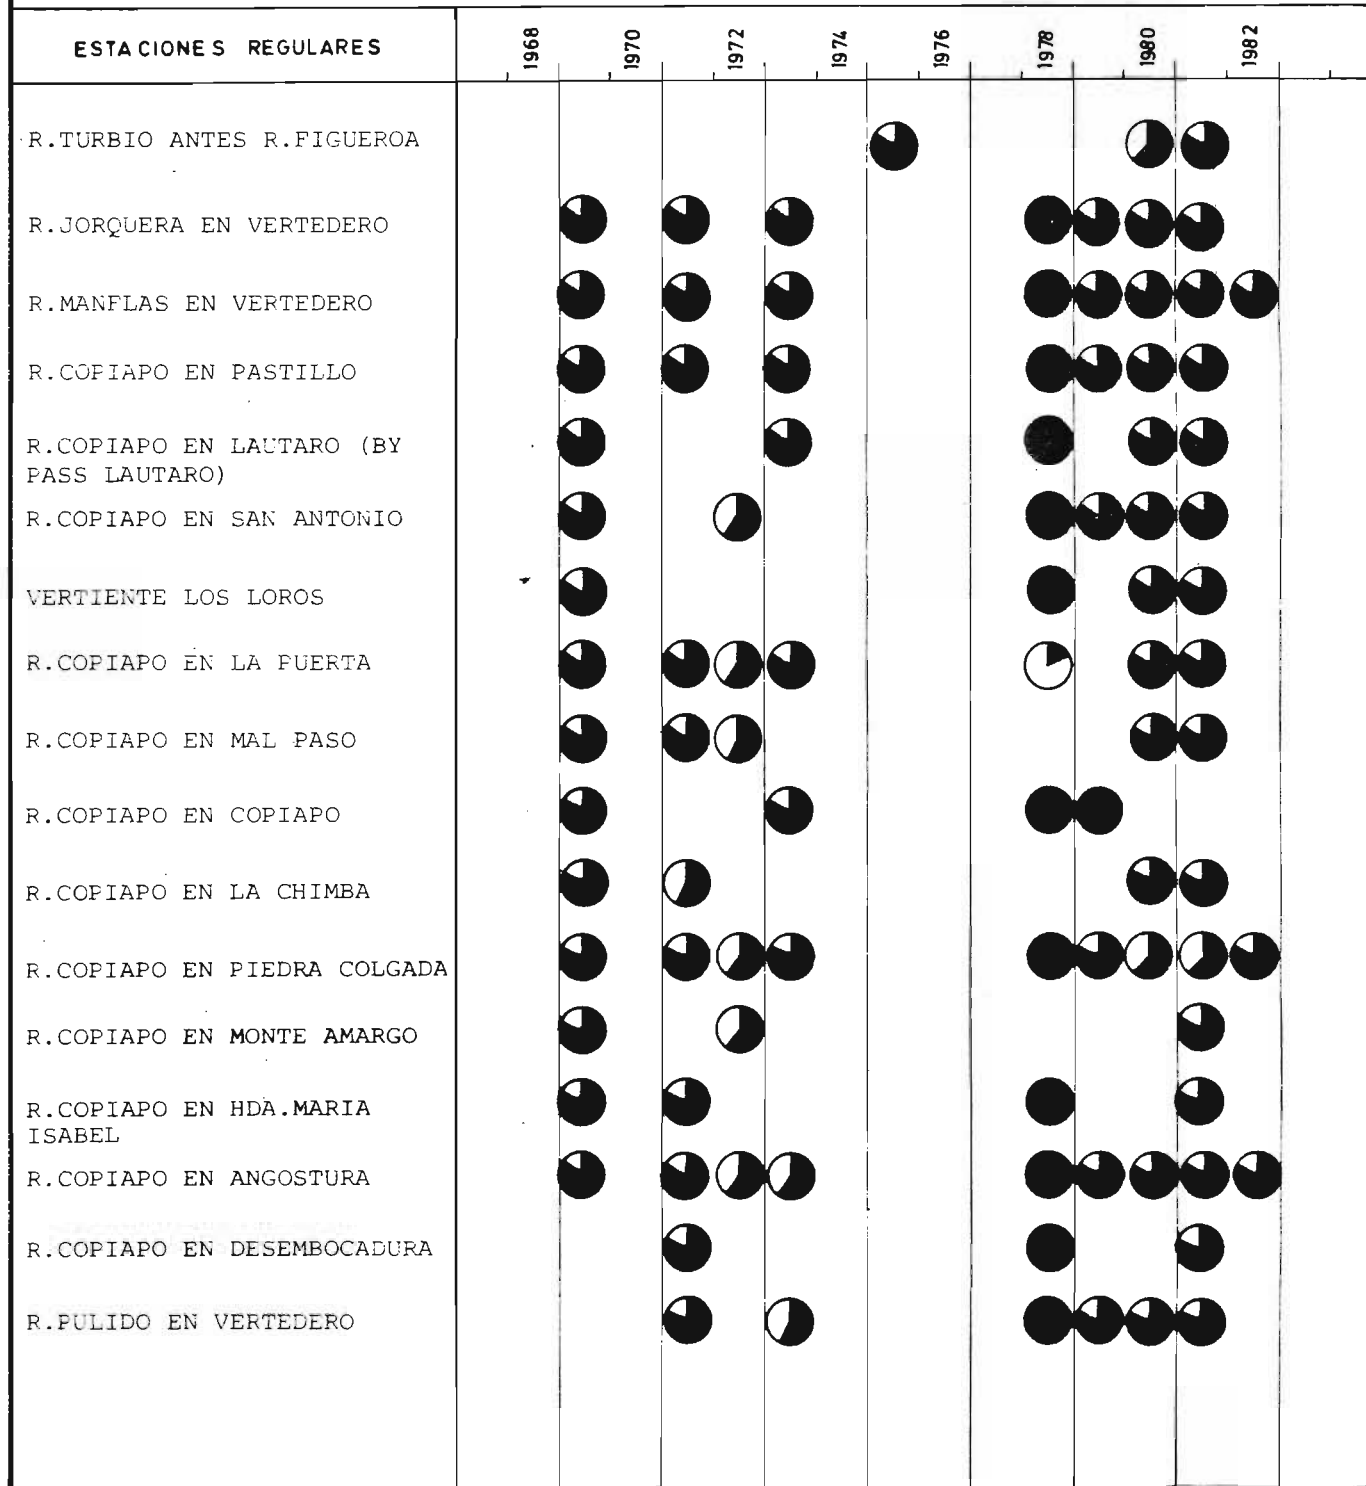 ESTACIONES REGULARES
1968
1970
1972
1974
1976
1978
1980
1982
R.TURBIO ANTES R.FIGUEROA
R.JORQUERA EN VERTEDERO
R.MANFLAS EN VERTEDERO
R.COPIAPO EN PASTILLO
R.COPIAPO EN LAUTARO (BY
PASS LAUTARO)
R.COPIAPO EN SAN ANTONIO
VERTIENTE LOS LOROS
R.COPIAPO EN LA PUERTA
R.COPIAPO EN MAL PASO
R.COPIAPO EN COPIAPO
R.COPIAPO EN LA CHIMBA
R.COPIAPO EN PIEDRA COLGADA
R.COPIAPO EN MONTE AMARGO
R.COPIAPO EN HDA.MARIA
ISABEL
R.COPIAPO EN ANGOSTURA
R.COPIAPO EN DESEMBOCADURA
R.PULIDO EN VERTEDERO